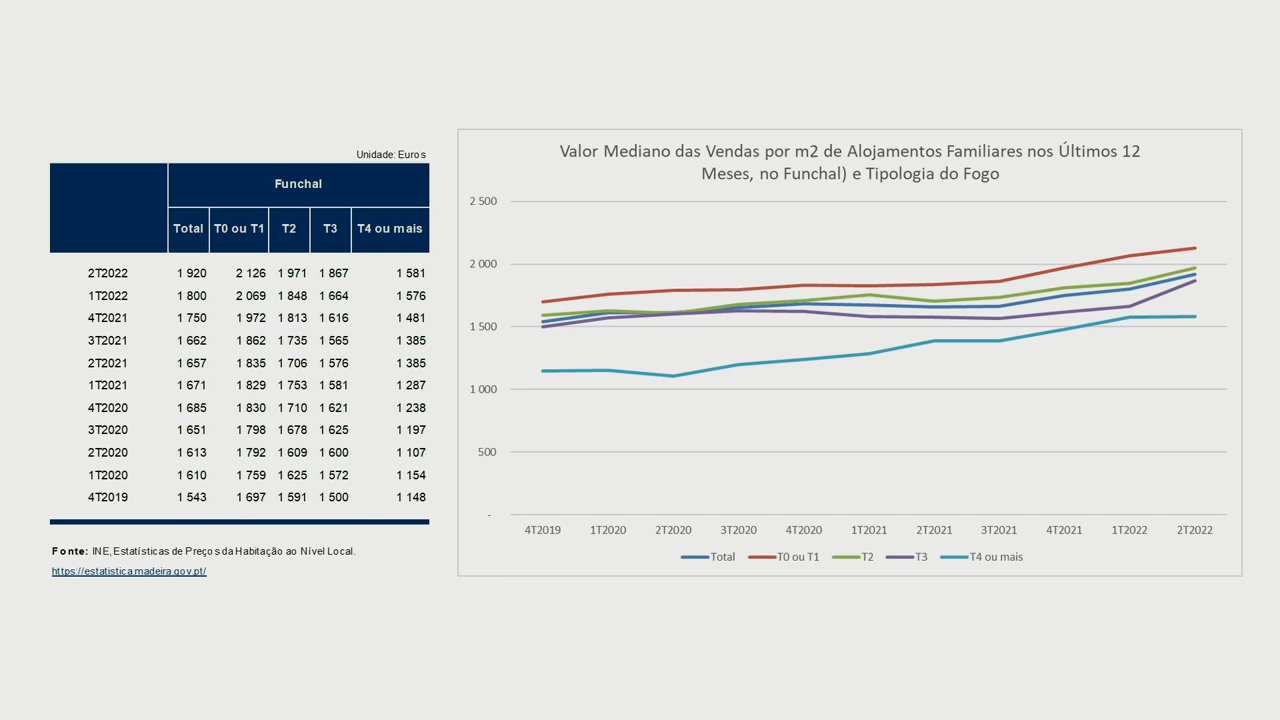 Unidade: Euros
Funchal
Total T0 ou T1 T2 T3 T4 ou mais
2T2022 1 920 2 126 1 971 1 867 1 581
1T2022 1 800 2 069 1 848 1 664 1 576
4T2021 1 750 1 972 1 813 1 616 1 481
3T2021 1 662 1 862 1 735 1 565 1 385
2T2021 1 657 1 835 1 706 1 576 1 385
1T2021 1 671 1 829 1 753 1 581 1 287
4T2020 1 685 1 830 1 710 1 621 1 238
3T2020 1 651 1 798 1 678 1 625 1 197
2T2020 1 613 1 792 1 609 1 600 1 107
1T2020 1 610 1 759 1 625 1 572 1 154
4T2019 1 543 1 697 1 591 1 500 1 148
Fonte: INE, Estatísticas de Preços da Habitação ao Nível Local.
https://estatistica.madeira.gov.pt/
Valor Mediano das Vendas por m2 de Alojamentos Familiares nos Últimos 12
Meses, no Funchal) e Tipologia do Fogo
2 500
2 000
1 500
1 000
500
-
4T2019 1T2020 2T2020 3T2020 4T2020 1T2021 2T2021 3T2021 4T2021 1T2022 2T2022
Total T0 ou T1 T2 T3 T4 ou mais